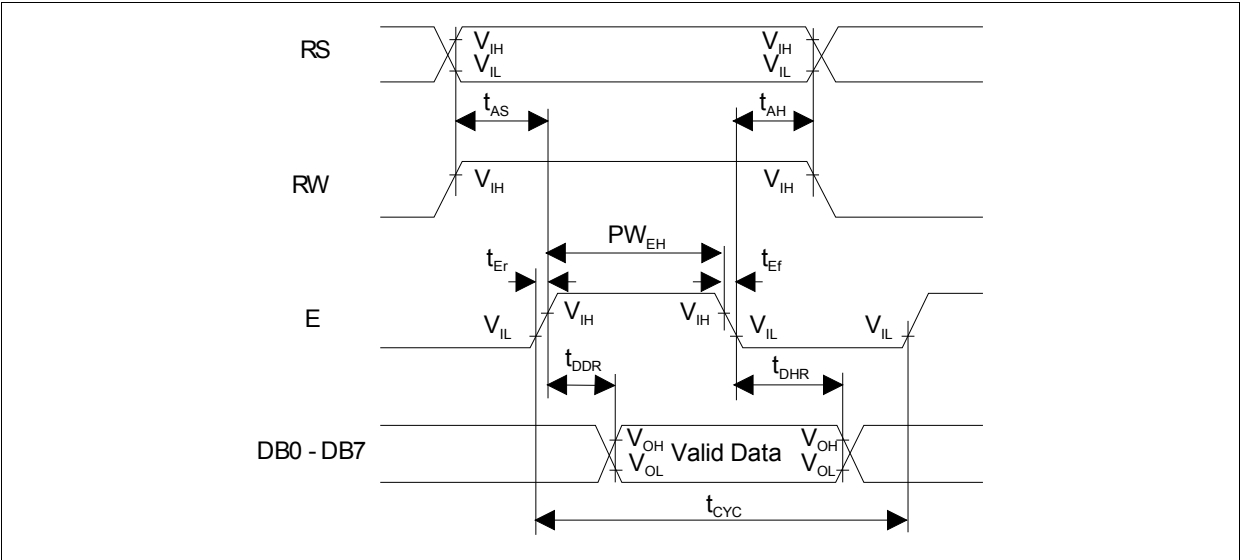 RS
V_IH V_IH
V_IL V_IL
t_AS t_AH
RW
V_IH V_IH
PW_EH
t_Er t_Ef
E
V_IH V_IH
V_IL V_IL V_IL
t_DDR t_DHR
DB0 - DB7
V_OH Valid Data V_OH
V_OL V_OL
t_CYC